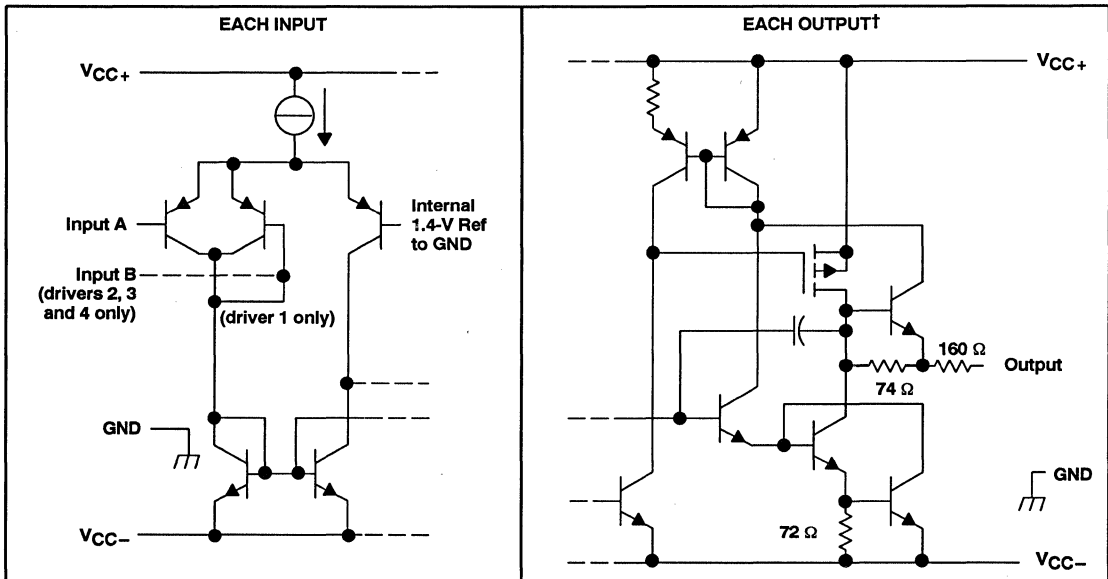 EACH INPUT
VCC+
Input A
Internal
1.4-V Ref
to GND
Input B
(drivers 2, 3
and 4 only)
(driver 1 only)
GND
VCC−
EACH OUTPUT†
VCC+
160 Ω
Output
74 Ω
GND
72 Ω
VCC−